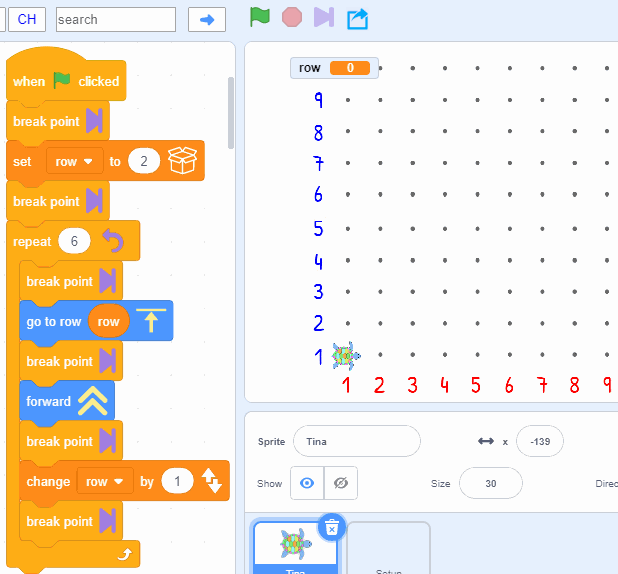 CH
search
when clicked
break point
set row to 2
break point
repeat 6
break point
go to row row
break point
forward
break point
change row by 1
break point
row 0
9
8
7
6
5
4
3
2
1
1 2 3 4 5 6 7 8 9
Sprite Tina x -139
Show Size 30 Direc
Tina
Setup